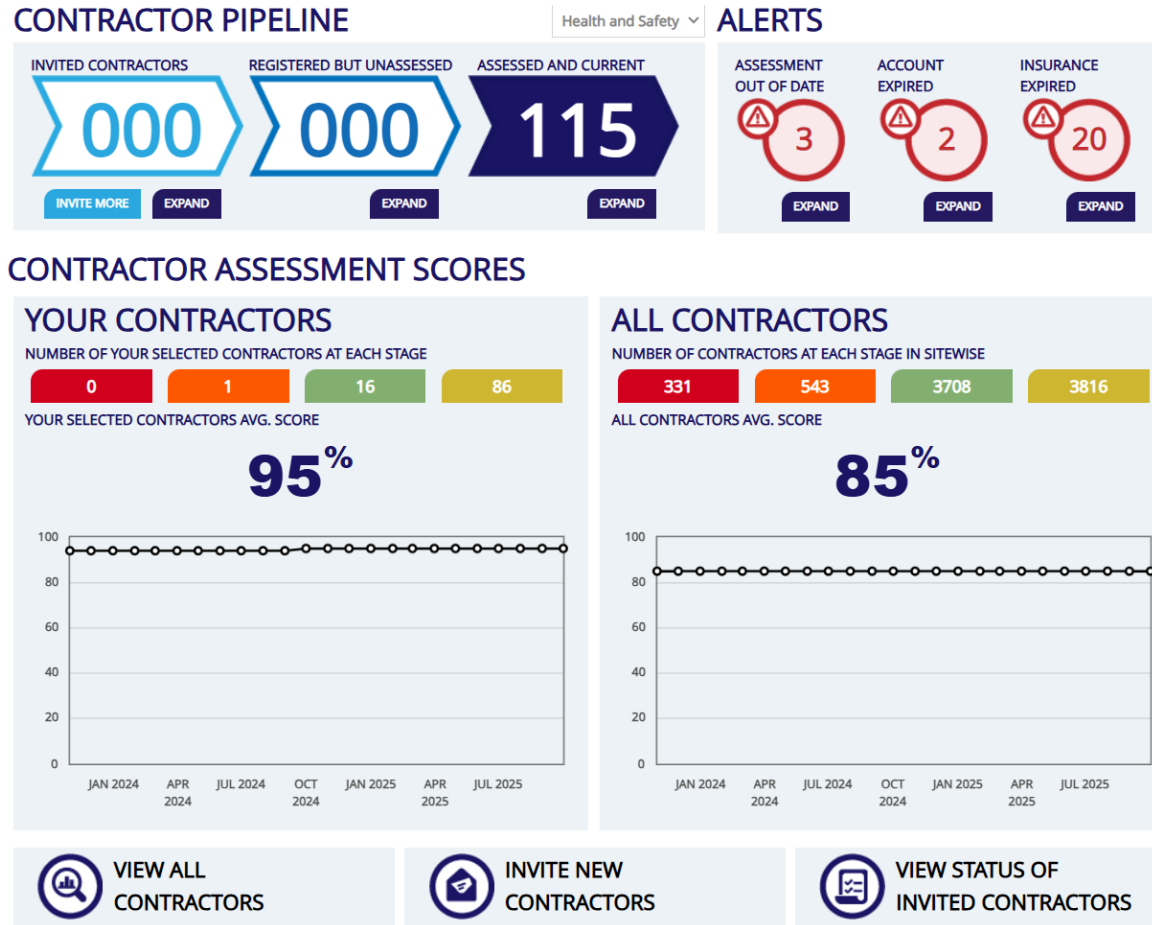 CONTRACTOR PIPELINE
Health and Safety
INVITED CONTRACTORS
REGISTERED BUT UNASSESSED
ASSESSED AND CURRENT
000
000
115
INVITE MORE
EXPAND
EXPAND
EXPAND
ALERTS
ASSESSMENT
OUT OF DATE
ACCOUNT
EXPIRED
INSURANCE
EXPIRED
3
2
20
EXPAND
EXPAND
EXPAND
CONTRACTOR ASSESSMENT SCORES
YOUR CONTRACTORS
NUMBER OF YOUR SELECTED CONTRACTORS AT EACH STAGE
0 1 16 86
YOUR SELECTED CONTRACTORS AVG. SCORE
95%
100
80
60
40
20
0
JAN 2024
APR
2024
JUL 2024
OCT
2024
JAN 2025
APR
2025
JUL 2025
ALL CONTRACTORS
NUMBER OF CONTRACTORS AT EACH STAGE IN SITEWISE
331 543 3708 3816
ALL CONTRACTORS AVG. SCORE
85%
100
80
60
40
20
0
JAN 2024
APR
2024
JUL 2024
OCT
2024
JAN 2025
APR
2025
JUL 2025
VIEW ALL
CONTRACTORS
INVITE NEW
CONTRACTORS
VIEW STATUS OF
INVITED CONTRACTORS